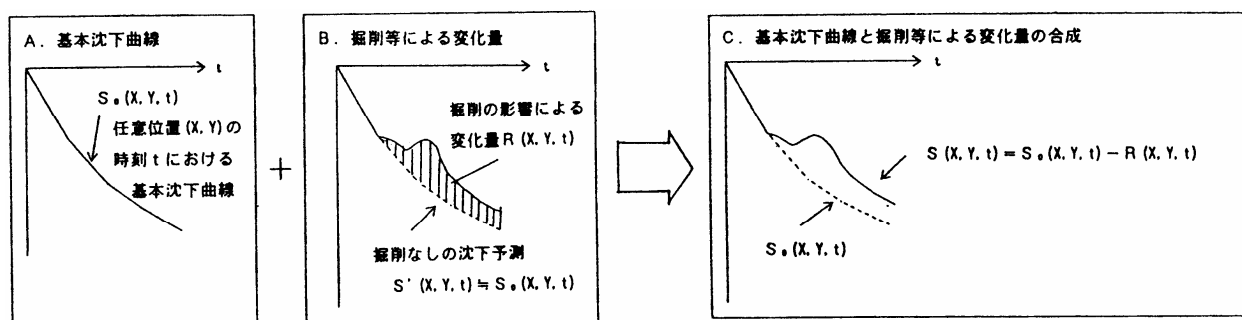 A. 基本沈下曲線
t
S₀(X, Y, t)
任意位置(X, Y)の
時刻tにおける
基本沈下曲線
+
B. 掘削等による変化量
t
掘削の影響による
変化量R(X, Y, t)
掘削なしの沈下予測
S'(X, Y, t)≒S₀(X, Y, t)
C. 基本沈下曲線と掘削等による変化量の合成
t
S(X, Y, t)=S₀(X, Y, t)−R(X, Y, t)
S₀(X, Y, t)